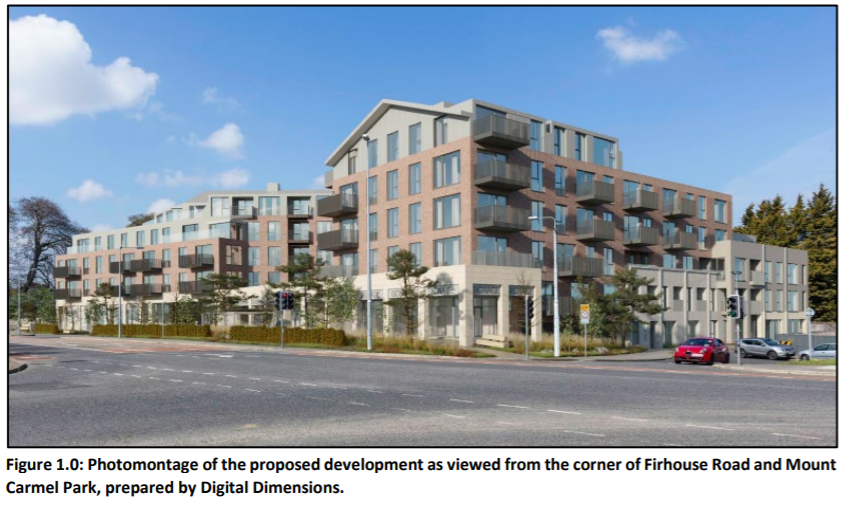 Figure 1.0: Photomontage of the proposed development as viewed from the corner of Firhouse Road and Mount
Carmel Park, prepared by Digital Dimensions.